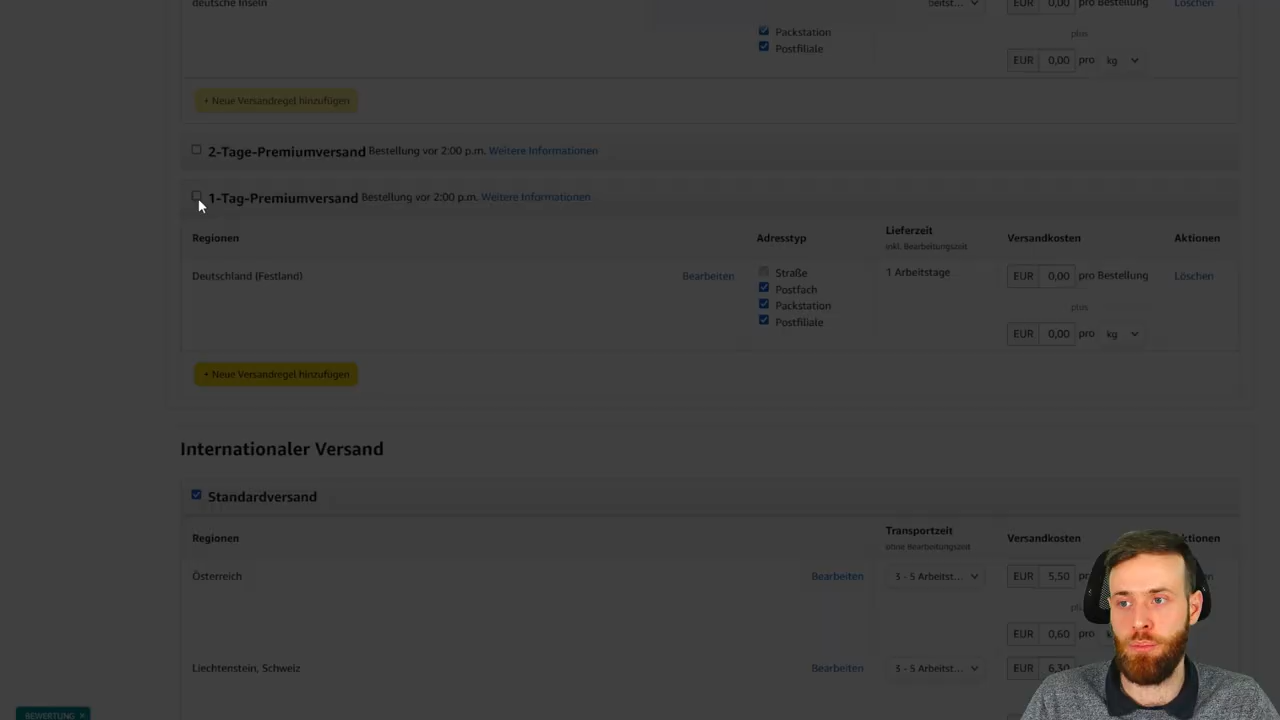 deutsche Inseln
beitst...
EUR 0,00 pro Bestellung
Löschen
Packstation
plus
Postfiliale
EUR 0,00 pro kg
+ Neue Versandregel hinzufügen
2-Tage-Premiumversand Bestellung vor 2:00 p.m. Weitere Informationen
1-Tag-Premiumversand Bestellung vor 2:00 p.m. Weitere Informationen
Regionen Adresstyp Lieferzeit Versandkosten Aktionen
inkl. Bearbeitungszeit
Deutschland (Festland) Bearbeiten Straße 1 Arbeitstage EUR 0,00 pro Bestellung Löschen
Postfach
Packstation plus
Postfiliale
EUR 0,00 pro kg
+ Neue Versandregel hinzufügen
Internationaler Versand
Standardversand
Regionen Transportzeit Versandkosten Aktionen
ohne Bearbeitungszeit
Österreich Bearbeiten 3 - 5 Arbeitst... EUR 5,50
EUR 0,60 pro
Liechtenstein, Schweiz Bearbeiten 3 - 5 Arbeitst... EUR 6,30
BEWERTUNG ×